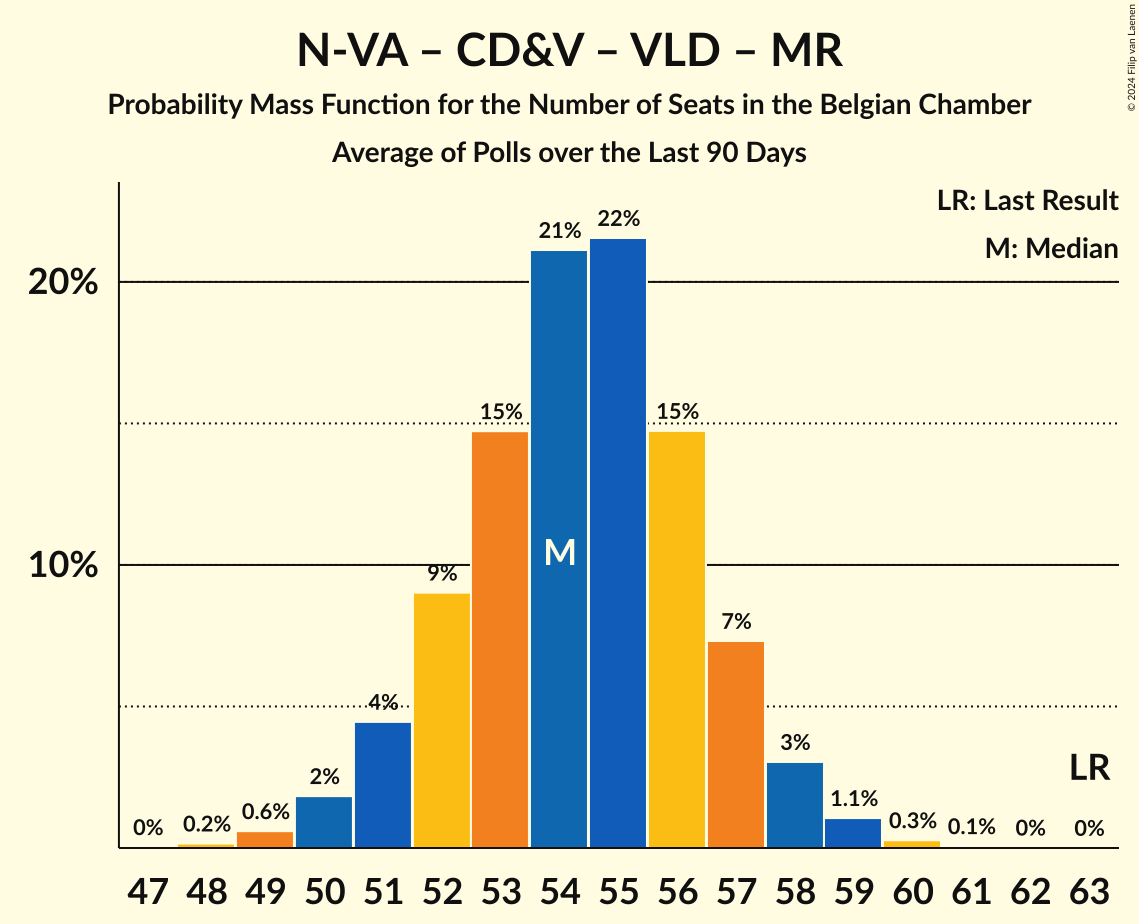 N-VA – CD&V – VLD – MR
Probability Mass Function for the Number of Seats in the Belgian Chamber
Average of Polls over the Last 90 Days
© 2024 Filip van Laenen
LR: Last Result
M: Median
20%
10%
0%
0.2%
0.6%
2%
4%
9%
15%
21%
22%
15%
7%
3%
1.1%
0.3%
0.1%
0%
0%
M
LR
47 48 49 50 51 52 53 54 55 56 57 58 59 60 61 62 63